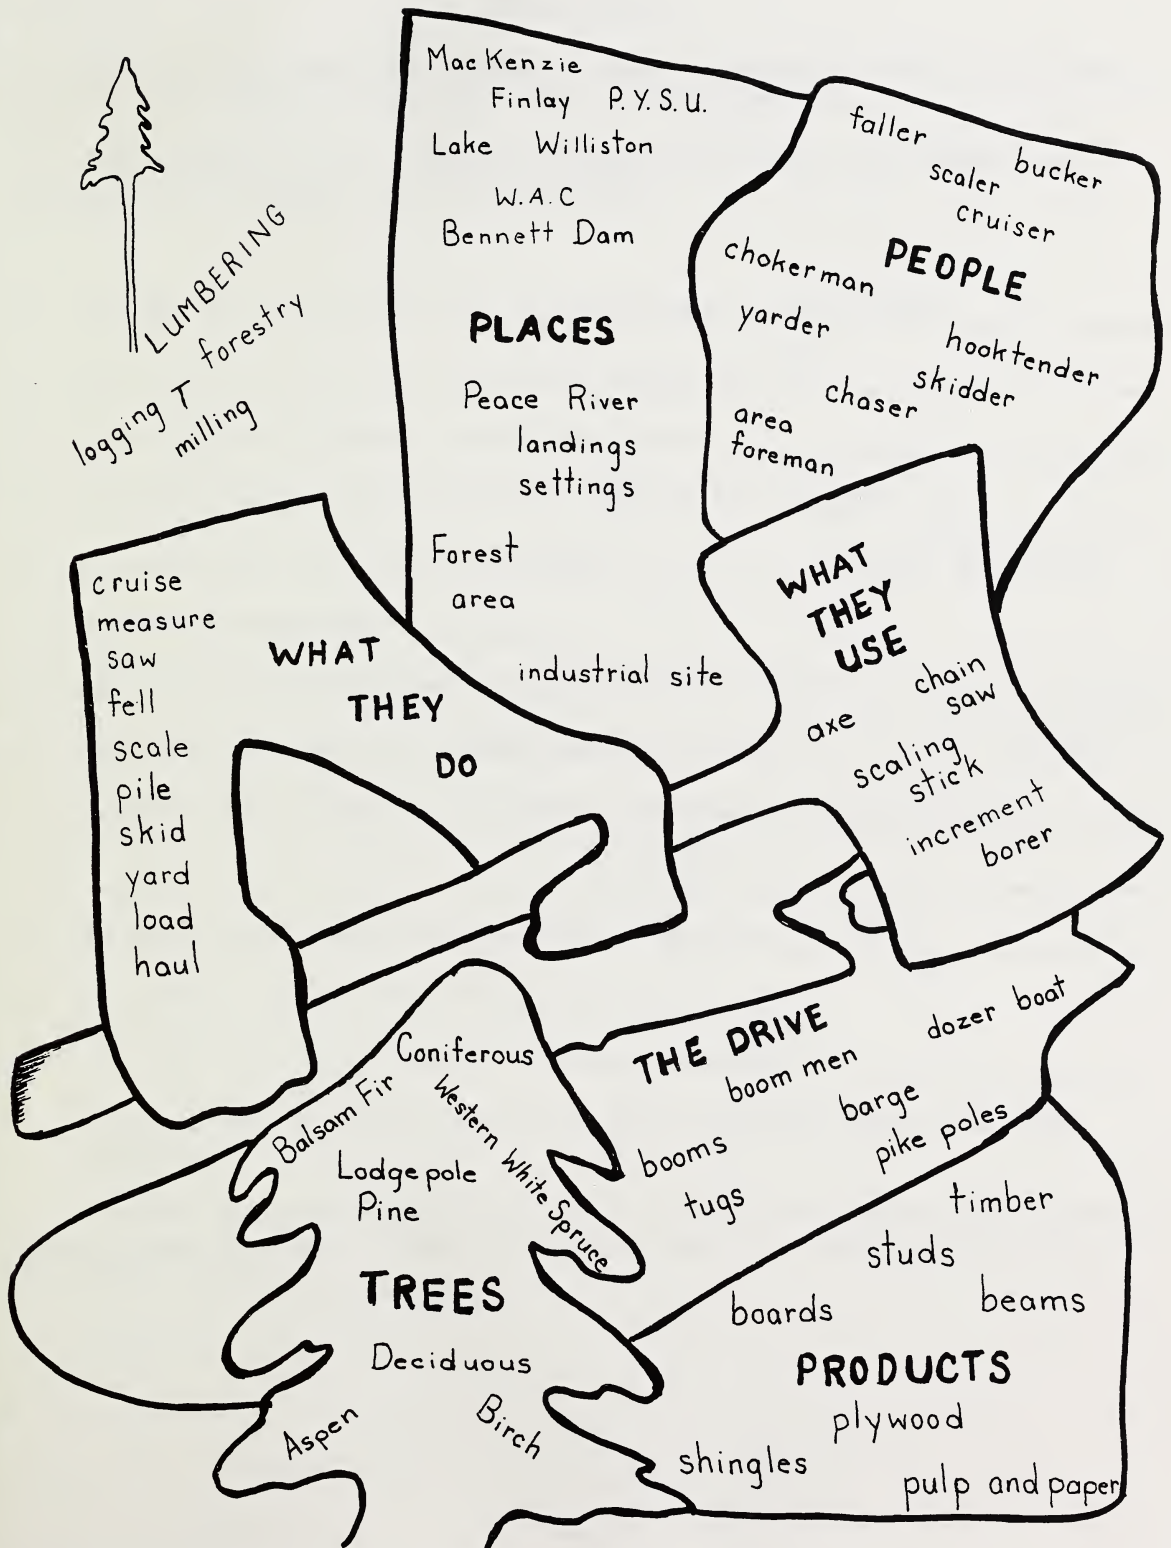 LUMBERING
forestry
logging T
milling
MacKenzie
Finlay P.Y.S.U.
Lake Williston
W.A.C
Bennett Dam
PLACES
Peace River
landings
settings
Forest
area
industrial site
faller
bucker
scaler
cruiser
PEOPLE
chokerman
yarder
hooktender
skidder
chaser
area
foreman
WHAT
THEY
DO
cruise
measure
saw
fell
scale
pile
skid
yard
load
haul
WHAT
THEY
USE
chain
saw
axe
scaling
stick
increment
borer
THE DRIVE
dozer boat
boom men
barge
pike poles
booms
tugs
Coniferous
Balsam Fir
Western White Spruce
Lodgepole
Pine
TREES
Deciduous
Aspen
Birch
timber
studs
beams
boards
PRODUCTS
plywood
shingles
pulp and paper